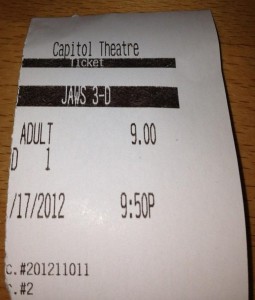 Capitol Theatre
Ticket
JAWS 3-D
ADULT 9.00
D 1
/17/2012 9:50P
c.#201211011
c.#2